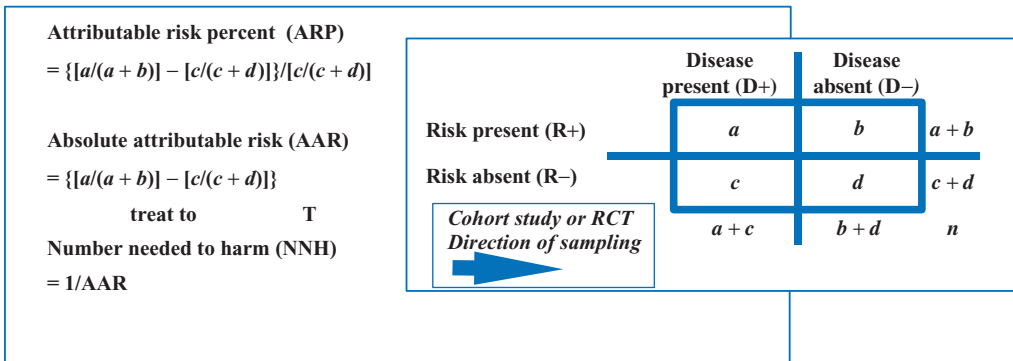 Attributable risk percent (ARP)
= {[a/(a + b)] – [c/(c + d)]}/[c/(c + d)]
Absolute attributable risk (AAR)
= {[a/(a + b)] – [c/(c + d)]}
treat to T
Number needed to harm (NNH)
= 1/AAR
Disease present (D+)
Disease absent (D–)
Risk present (R+) a b a + b
Risk absent (R–) c d c + d
a + c b + d n
Cohort study or RCT
Direction of sampling